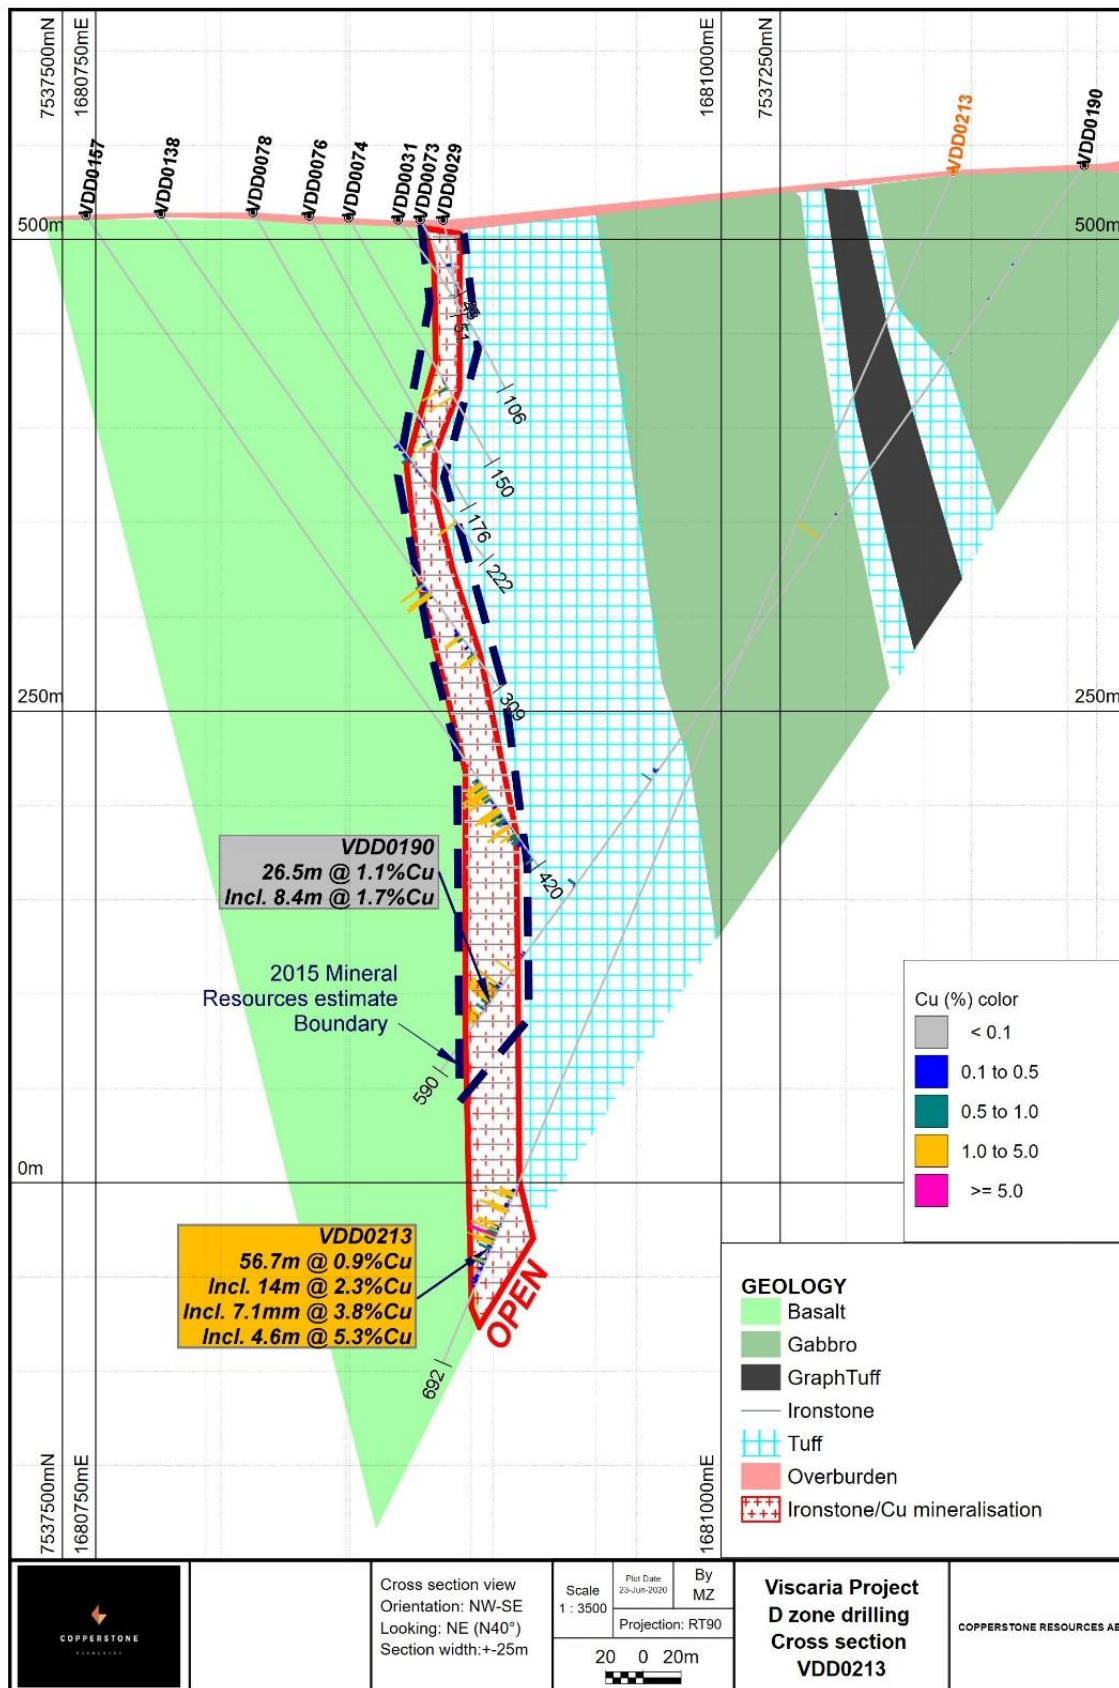 7537500mN
1680750mE
1681000mE
7537250mN
VDD0157
VDD0138
VDD0078
VDD0076
VDD0074
VDD0031
VDD0073
VDD0029
VDD0213
VDD0190
500m
500m
51
106
150
176
222
309
250m
250m
VDD0190
26.5m @ 1.1%Cu
Incl. 8.4m @ 1.7%Cu
420
2015 Mineral
Resources estimate
Boundary
590
0m
VDD0213
56.7m @ 0.9%Cu
Incl. 14m @ 2.3%Cu
Incl. 7.1mm @ 3.8%Cu
Incl. 4.6m @ 5.3%Cu
OPEN
692
Cu (%) color
< 0.1
0.1 to 0.5
0.5 to 1.0
1.0 to 5.0
>= 5.0
GEOLOGY
Basalt
Gabbro
GraphTuff
Ironstone
Tuff
Overburden
Ironstone/Cu mineralisation
7537500mN
1680750mE
1681000mE
COPPERSTONE
Cross section view
Orientation: NW-SE
Looking: NE (N40°)
Section width:+-25m
Scale
1 : 3500
Plot Date
23-Jun-2020
By
MZ
Projection: RT90
20 0 20m
Viscaria Project
D zone drilling
Cross section
VDD0213
COPPERSTONE RESOURCES AB